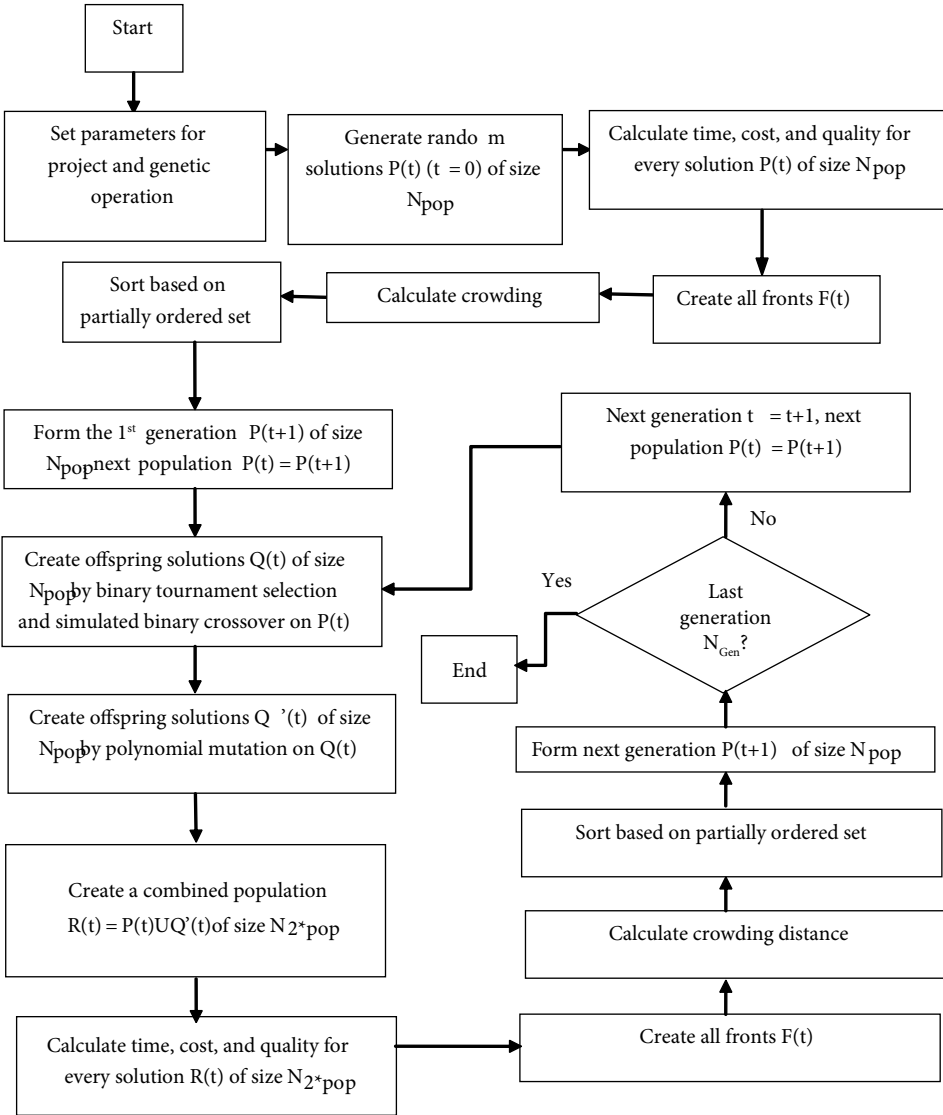 Start
Set parameters for
project and genetic
operation
Generate rando m
solutions P(t) (t = 0) of size
Npop
Calculate time, cost, and quality for
every solution P(t) of size Npop
Create all fronts F(t)
Calculate crowding
Sort based on
partially ordered set
Form the 1st generation P(t+1) of size
Npop next population P(t) = P(t+1)
Create offspring solutions Q(t) of size
Npop by binary tournament selection
and simulated binary crossover on P(t)
Create offspring solutions Q ’(t) of size
Npop by polynomial mutation on Q(t)
Create a combined population
R(t) = P(t)UQ’(t) of size N2*pop
Calculate time, cost, and quality for
every solution R(t) of size N2*pop
Create all fronts F(t)
Calculate crowding distance
Sort based on partially ordered set
Form next generation P(t+1) of size Npop
Last
generation
NGen?
Yes
End
No
Next generation t = t+1, next
population P(t) = P(t+1)